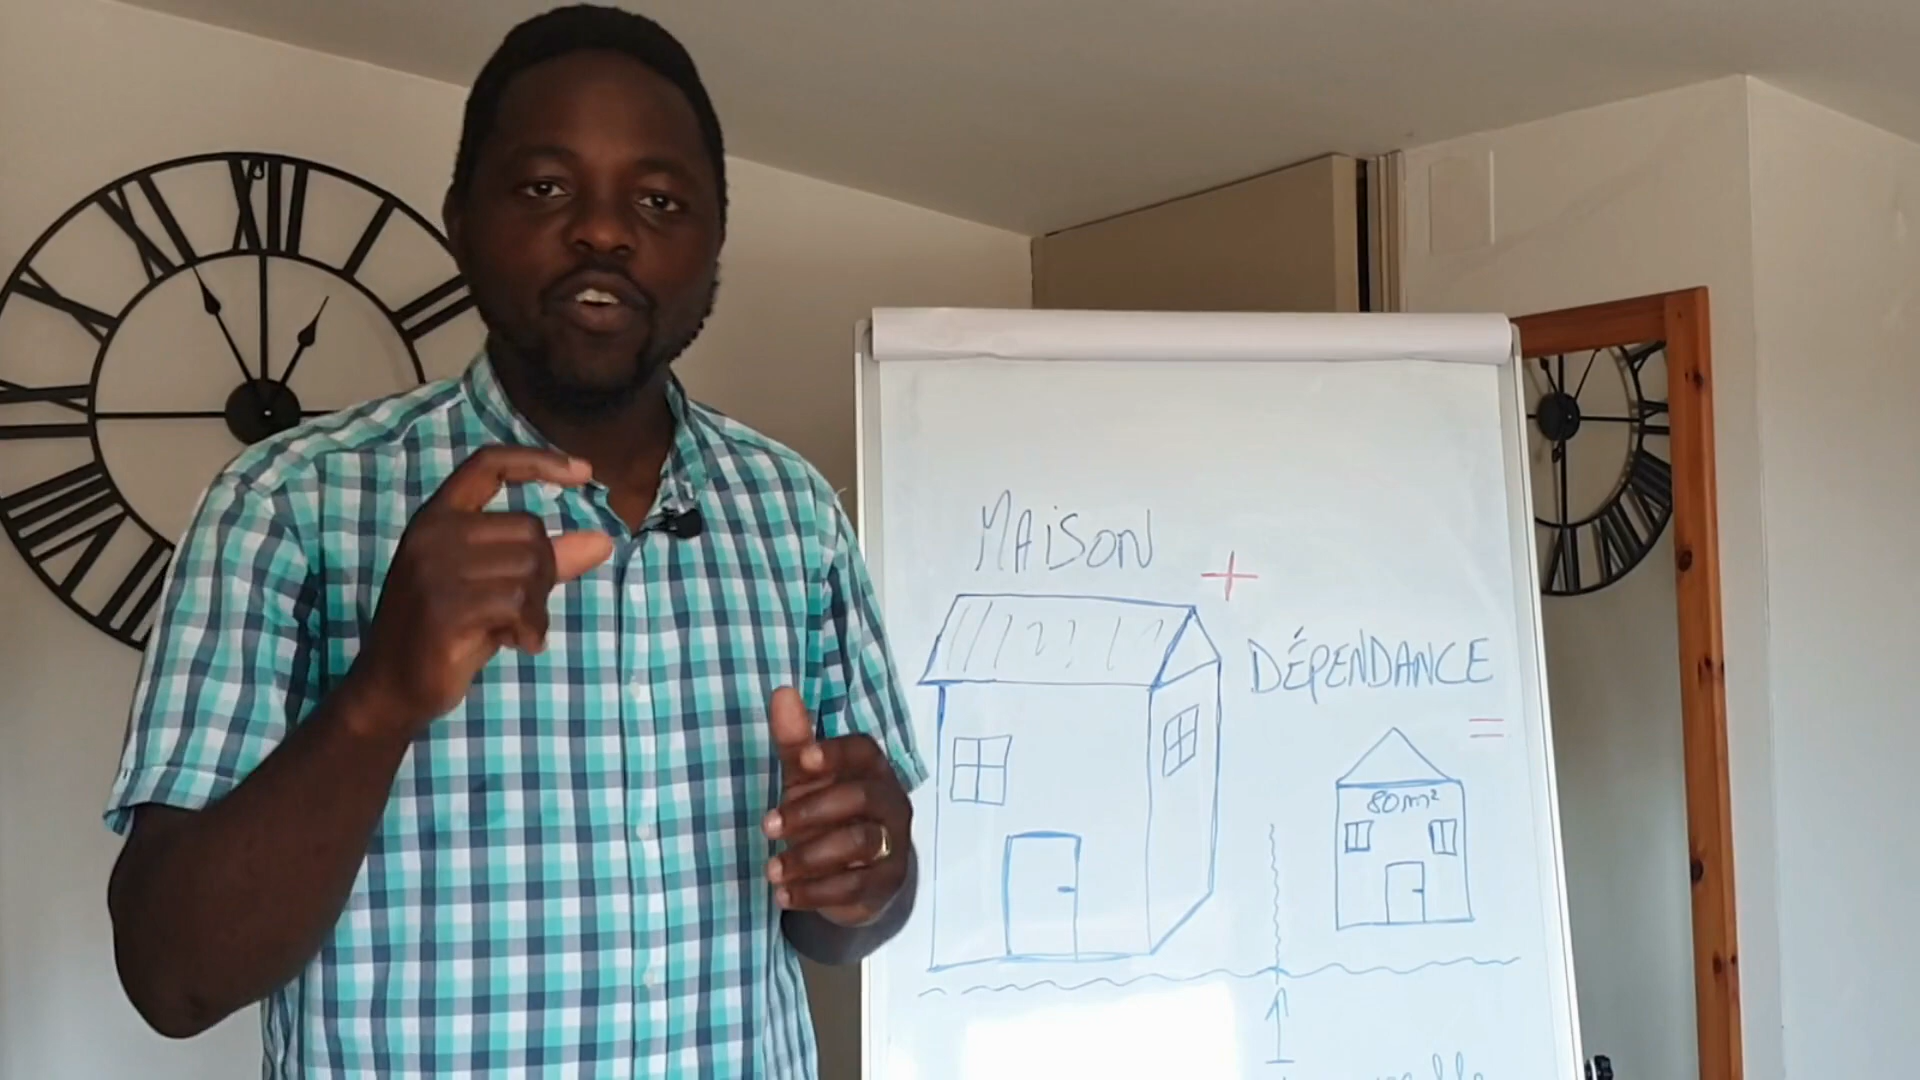 MAISON
+
DÉPENDANCE
=
80m²